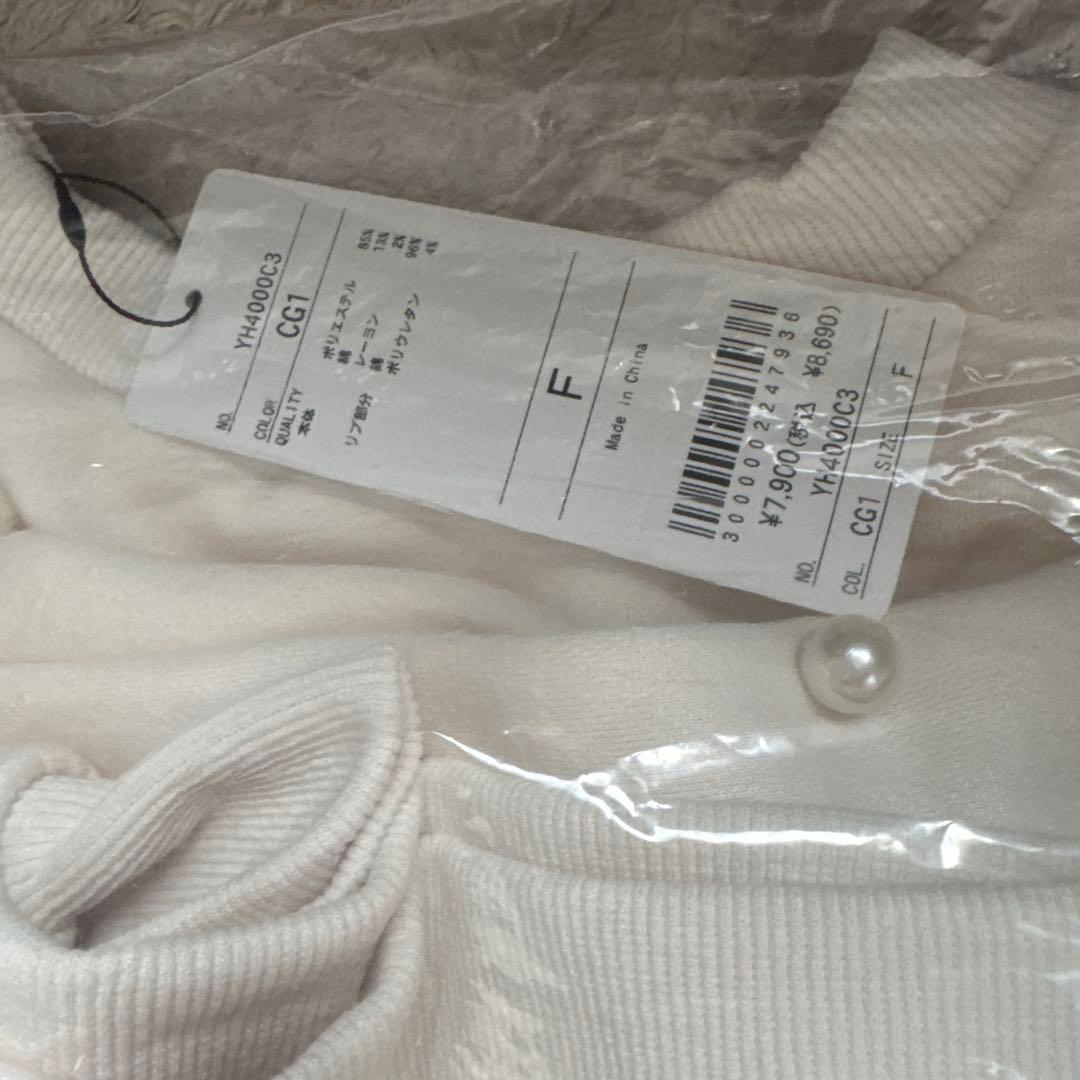 NO. YH4000C3
COLOR CG1
QUALITY
本体 ポリエステル 85%
綿 13%
レーヨン 2%
リブ部分 綿 96%
ポリウレタン 4%
F
Made in China
30000002247936
¥7,900(税込 ¥8,690)
NO. YH4000C3
COL. CG1 SIZE F